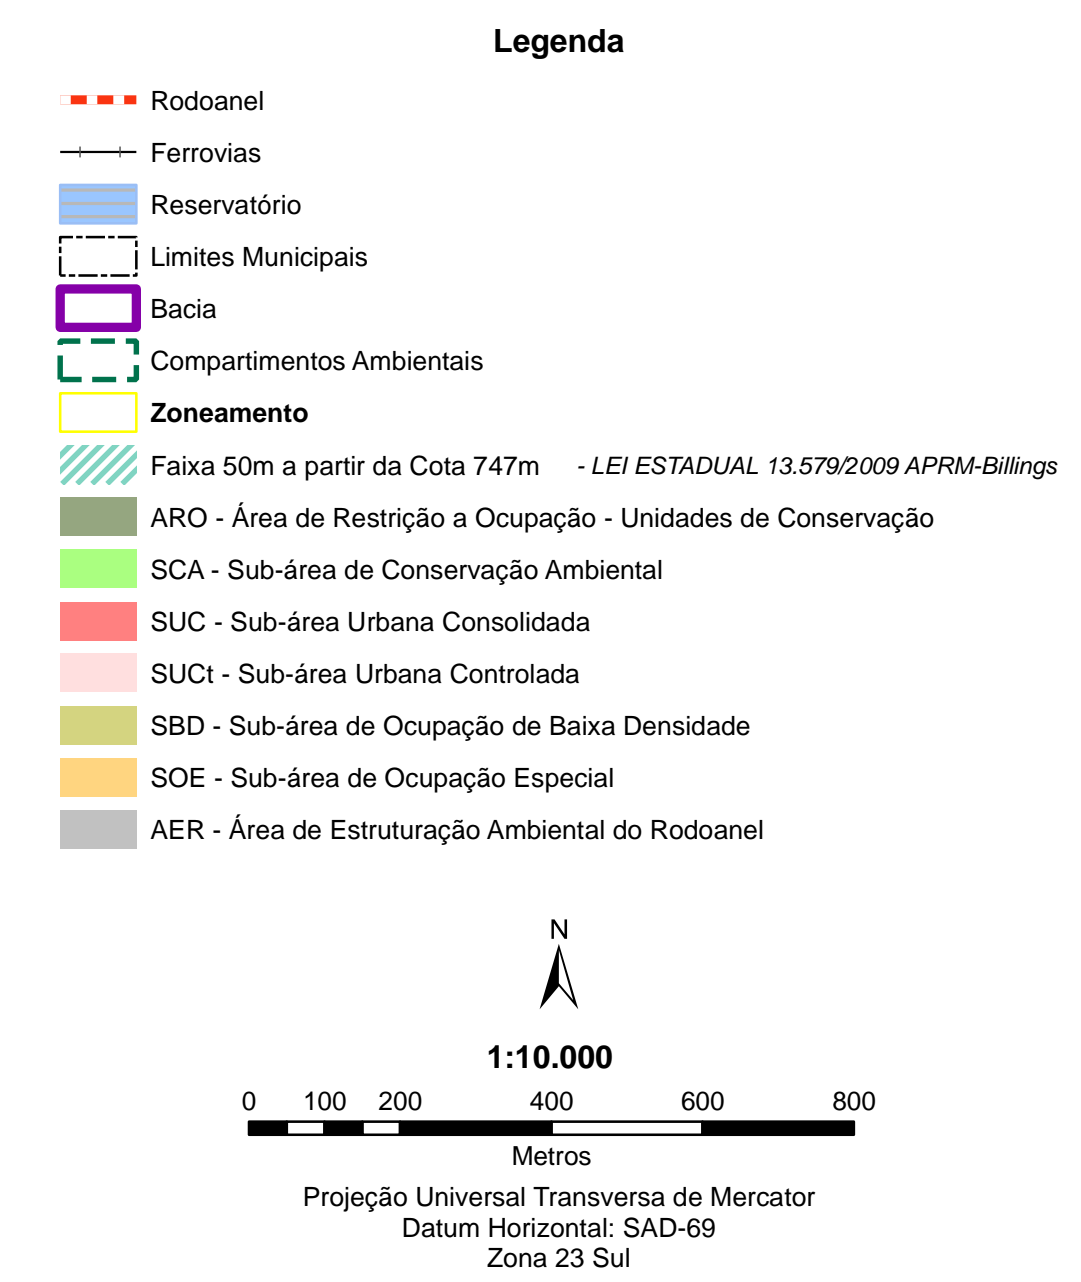 Legenda
Rodoanel
Ferrovias
Reservatório
Limites Municipais
Bacia
Compartimentos Ambientais
Zoneamento
Faixa 50m a partir da Cota 747m - LEI ESTADUAL 13.579/2009 APRM-Billings
ARO - Área de Restrição a Ocupação - Unidades de Conservação
SCA - Sub-área de Conservação Ambiental
SUC - Sub-área Urbana Consolidada
SUCt - Sub-área Urbana Controlada
SBD - Sub-área de Ocupação de Baixa Densidade
SOE - Sub-área de Ocupação Especial
AER - Área de Estruturação Ambiental do Rodoanel
N
1:10.000
0 100 200 400 600 800
Metros
Projeção Universal Transversa de Mercator
Datum Horizontal: SAD-69
Zona 23 Sul